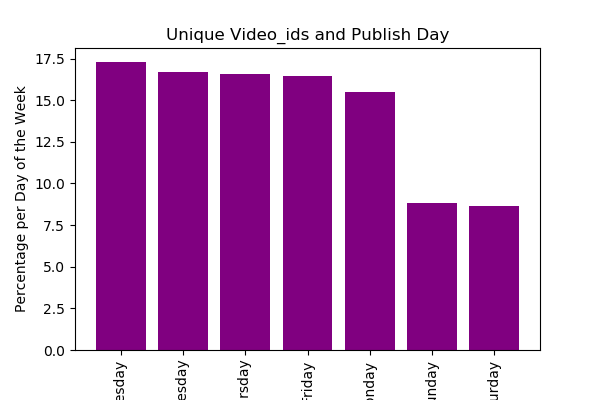 Unique Video_ids and Publish Day
Percentage per Day of the Week
17.5
15.0
12.5
10.0
7.5
5.0
2.5
0.0
esday
esday
rsday
Friday
onday
unday
urday